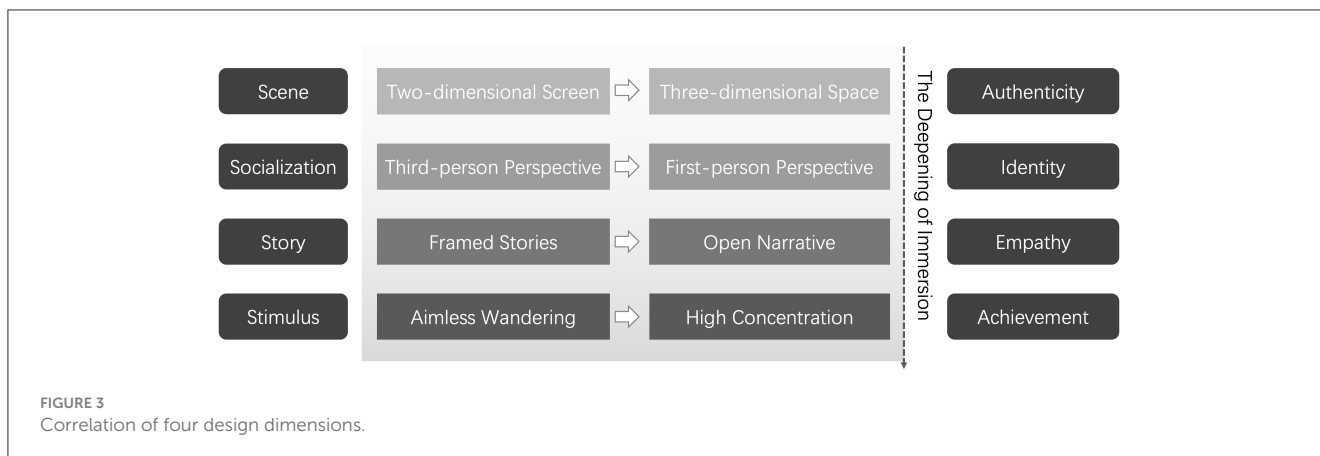 Scene
Two-dimensional Screen
Three-dimensional Space
Authenticity
Socialization
Third-person Perspective
First-person Perspective
Identity
Story
Framed Stories
Open Narrative
Empathy
Stimulus
Aimless Wandering
High Concentration
Achievement
The Deepening of Immersion
FIGURE 3
Correlation of four design dimensions.